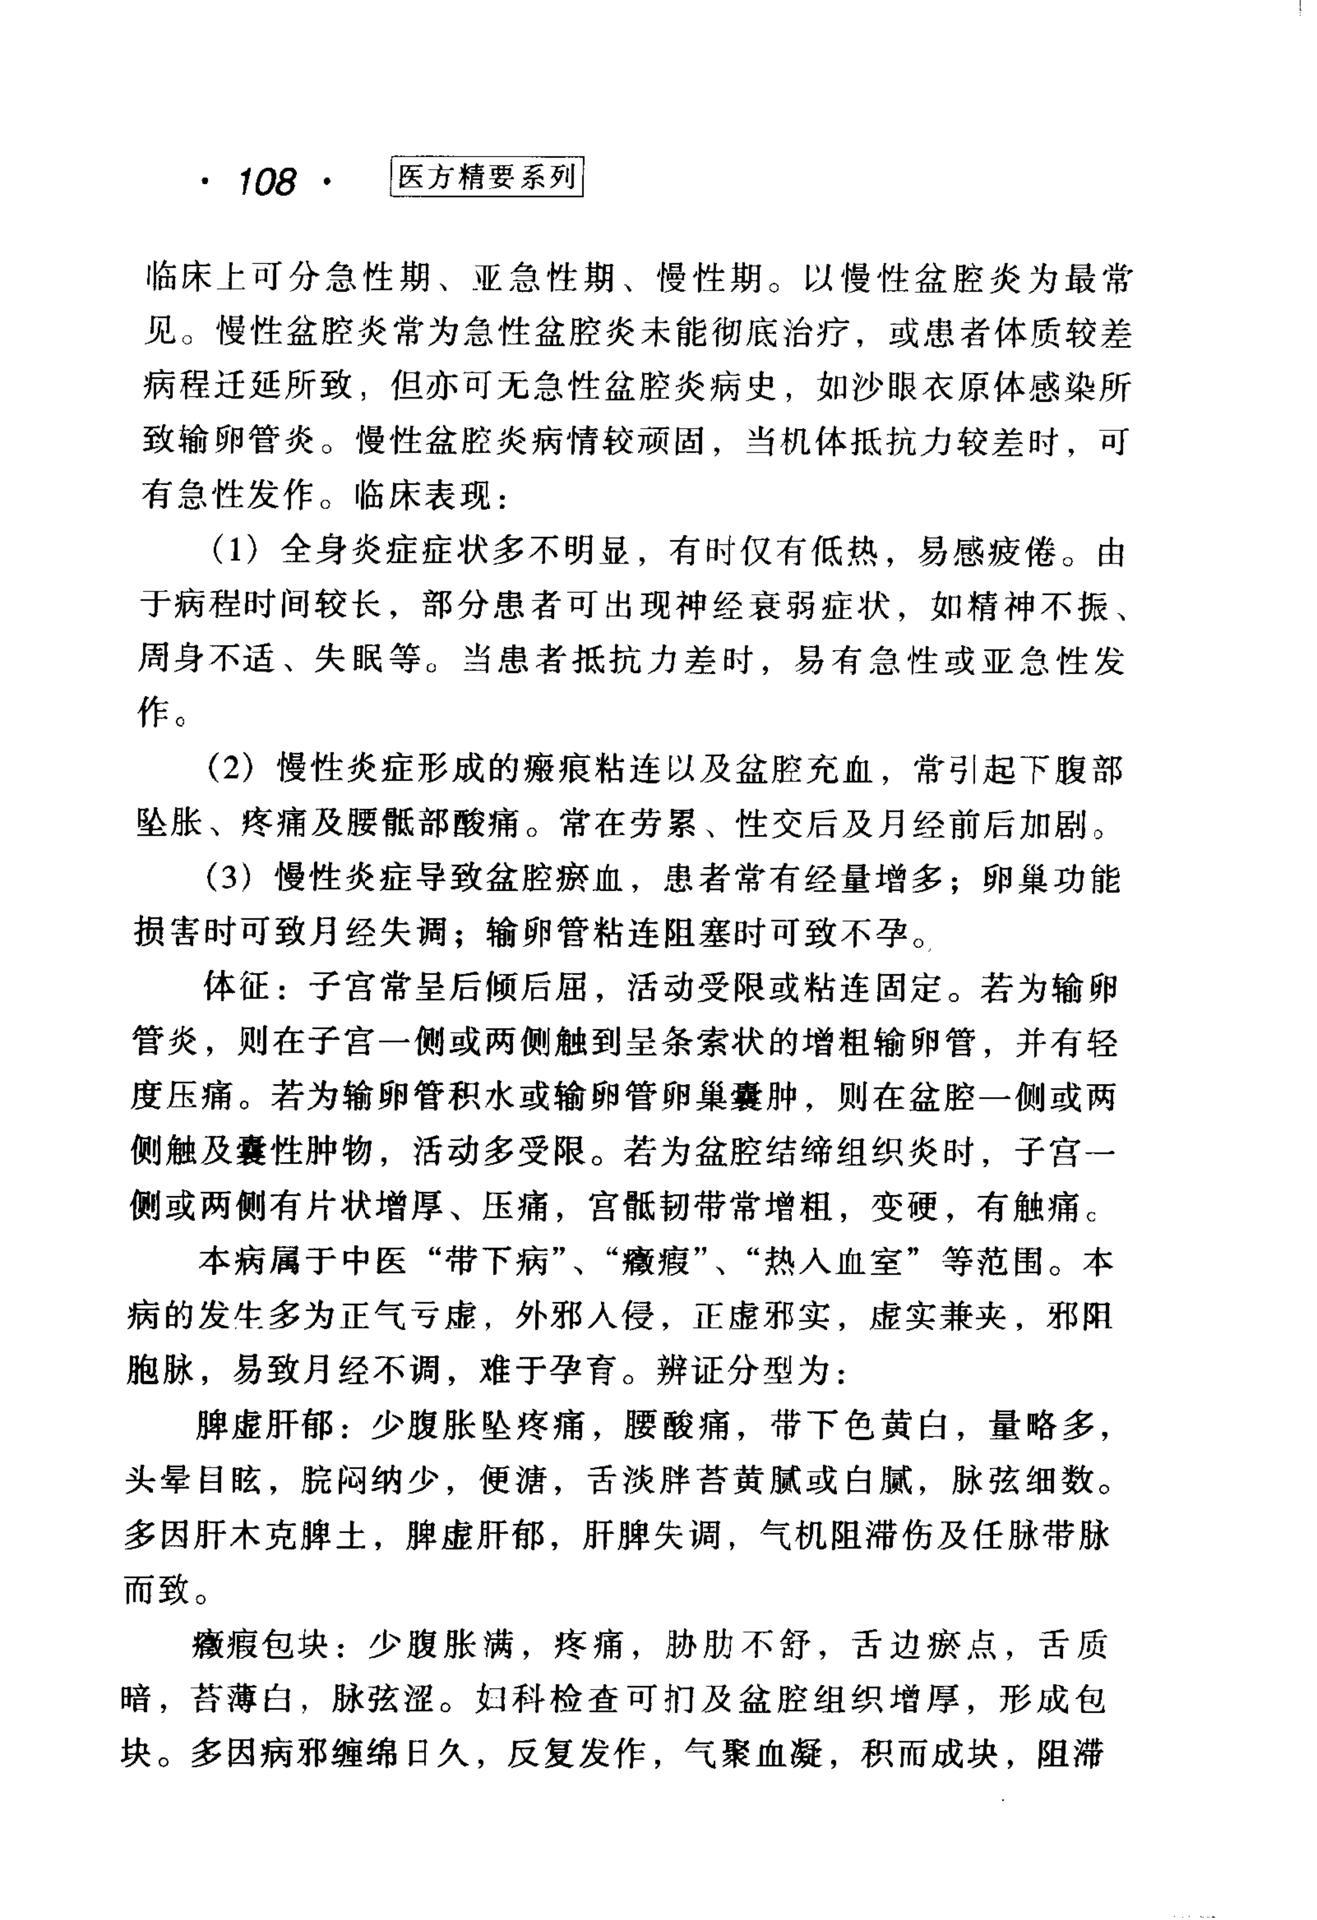 · 108 · 医方精要系列
临床上可分急性期、亚急性期、慢性期。以慢性盆腔炎为最常
见。慢性盆腔炎常为急性盆腔炎未能彻底治疗，或患者体质较差
病程迁延所致，但亦可无急性盆腔炎病史，如沙眼衣原体感染所
致输卵管炎。慢性盆腔炎病情较顽固，当机体抵抗力较差时，可
有急性发作。临床表现：
（1）全身炎症症状多不明显，有时仅有低热，易感疲倦。由
于病程时间较长，部分患者可出现神经衰弱症状，如精神不振、
周身不适、失眠等。当患者抵抗力差时，易有急性或亚急性发
作。
（2）慢性炎症形成的瘢痕粘连以及盆腔充血，常引起下腹部
坠胀、疼痛及腰骶部酸痛。常在劳累、性交后及月经前后加剧。
（3）慢性炎症导致盆腔瘀血，患者常有经量增多；卵巢功能
损害时可致月经失调；输卵管粘连阻塞时可致不孕。
体征：子宫常呈后倾后屈，活动受限或粘连固定。若为输卵
管炎，则在子宫一侧或两侧触到呈条索状的增粗输卵管，并有轻
度压痛。若为输卵管积水或输卵管卵巢囊肿，则在盆腔一侧或两
侧触及囊性肿物，活动多受限。若为盆腔结缔组织炎时，子宫一
侧或两侧有片状增厚、压痛，宫骶韧带常增粗，变硬，有触痛。
本病属于中医“带下病”、“癥瘕”、“热入血室”等范围。本
病的发生多为正气亏虚，外邪入侵，正虚邪实，虚实兼夹，邪阻
胞脉，易致月经不调，难于孕育。辨证分型为：
脾虚肝郁：少腹胀坠疼痛，腰酸痛，带下色黄白，量略多，
头晕目眩，脘闷纳少，便溏，舌淡胖苔黄腻或白腻，脉弦细数。
多因肝木克脾土，脾虚肝郁，肝脾失调，气机阻滞伤及任脉带脉
而致。
癥瘕包块：少腹胀满，疼痛，胁肋不舒，舌边瘀点，舌质
暗，苔薄白，脉弦涩。妇科检查可扪及盆腔组织增厚，形成包
块。多因病邪缠绵日久，反复发作，气聚血凝，积而成块，阻滞